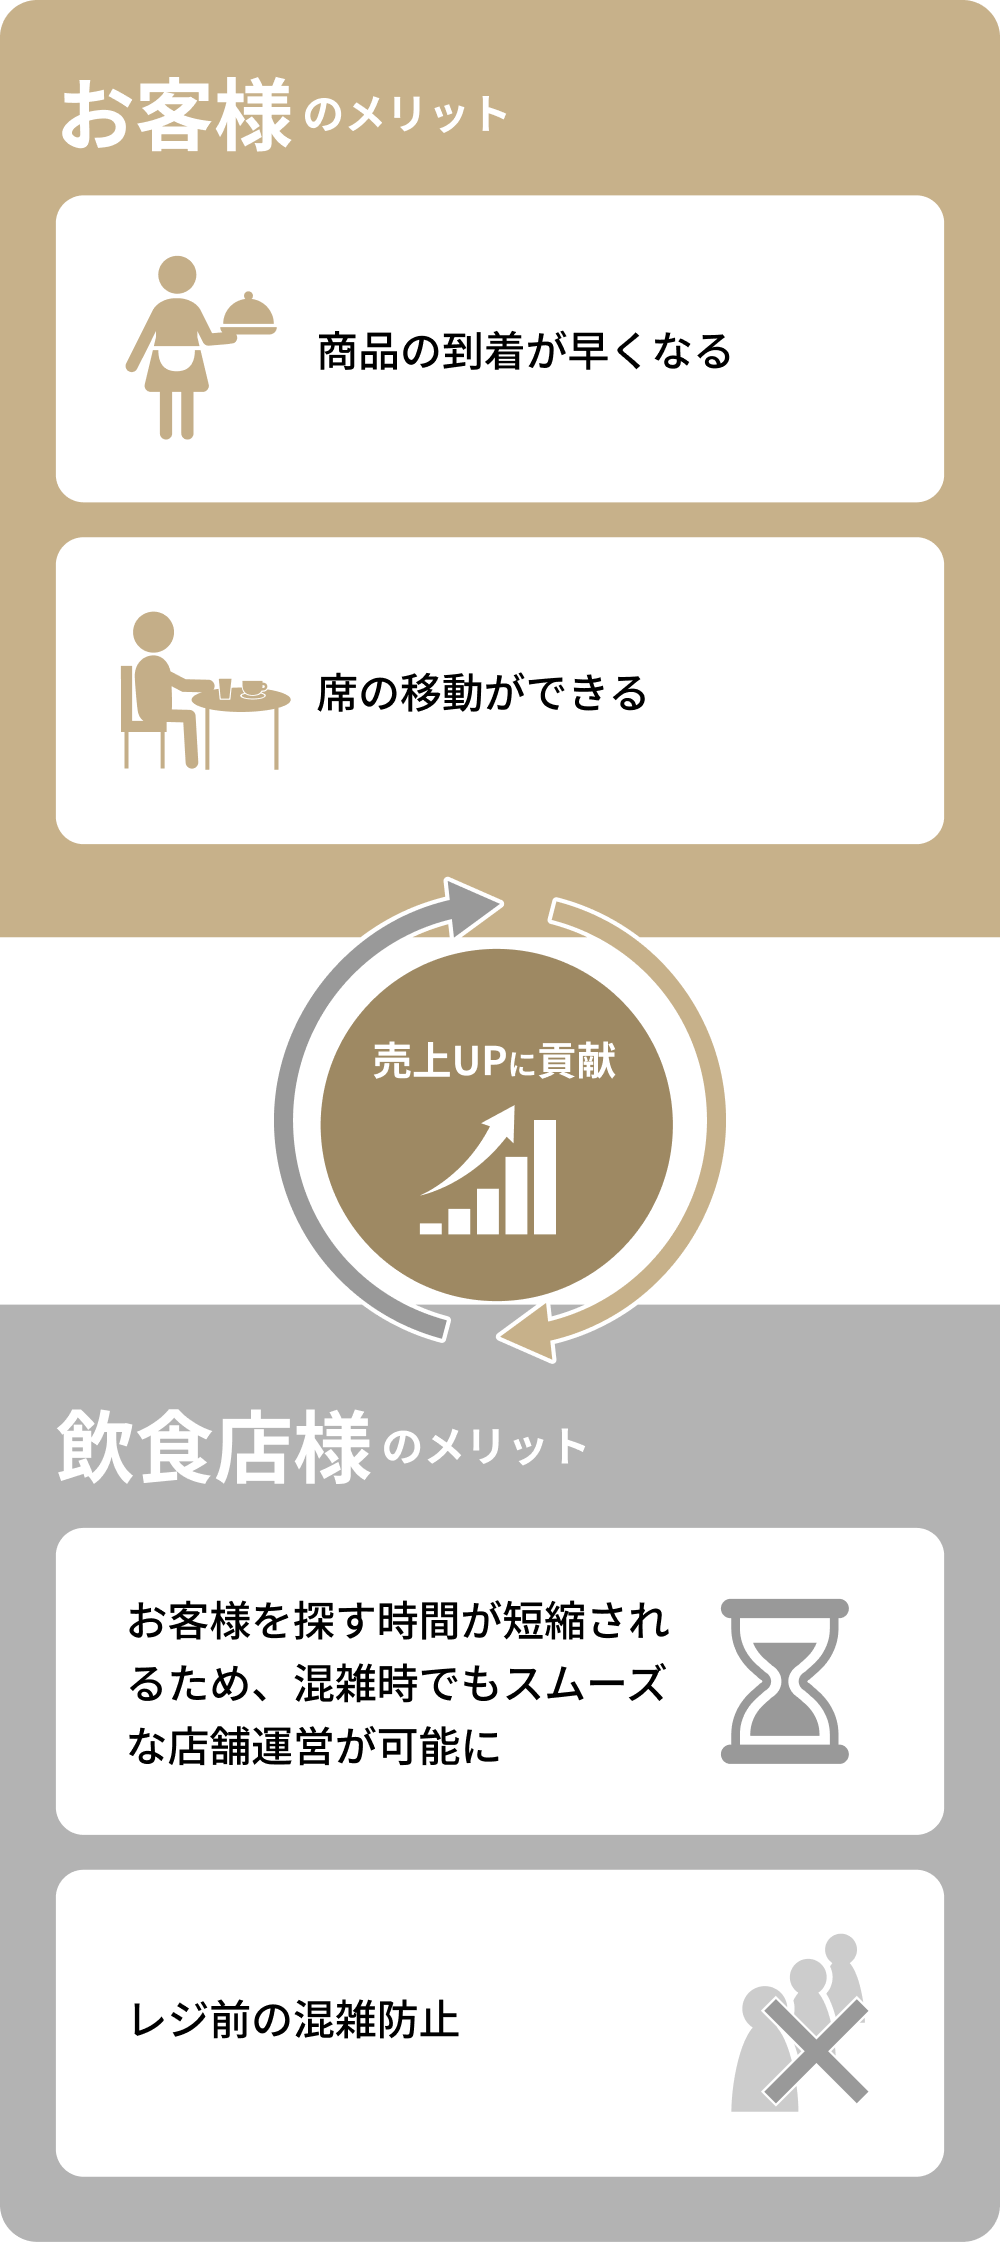 お客様のメリット
商品の到着が早くなる
席の移動ができる
売上UPに貢献
飲食店様のメリット
お客様を探す時間が短縮され
るため、混雑時でもスムーズ
な店舗運営が可能に
レジ前の混雑防止